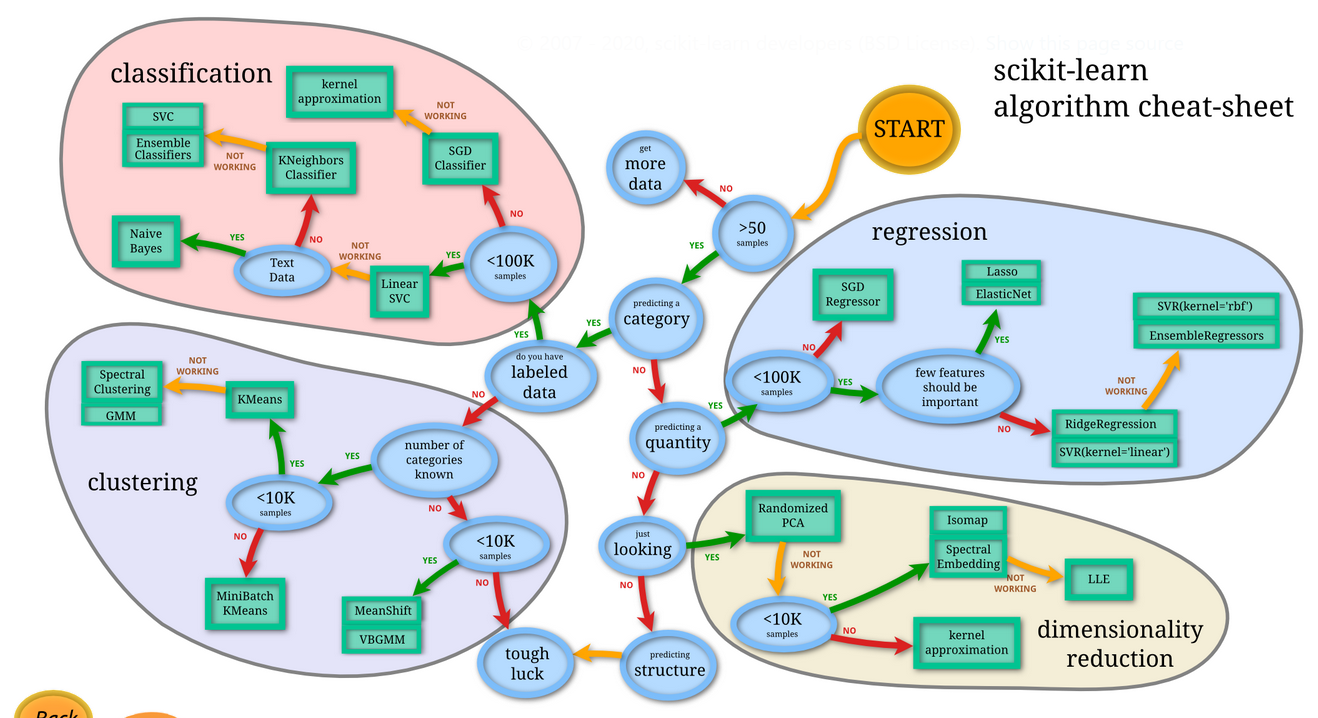 scikit-learn
algorithm cheat-sheet
START
classification
kernel
approximation
NOT
WORKING
SVC
Ensemble
Classifiers
NOT
WORKING
KNeighbors
Classifier
SGD
Classifier
NO
Naive
Bayes
YES
Text
Data
NO
NOT
WORKING
Linear
SVC
YES
<100K
samples
YES
get
more
data
NO
>50
samples
YES
predicting a
category
YES
NO
do you have
labeled
data
NO
predicting a
quantity
YES
NO
just
looking
YES
NO
predicting
structure
tough
luck
regression
SGD
Regressor
NO
<100K
samples
YES
Lasso
ElasticNet
YES
few features
should be
important
NO
SVR(kernel='rbf')
EnsembleRegressors
NOT
WORKING
RidgeRegression
SVR(kernel='linear')
clustering
Spectral
Clustering
GMM
NOT
WORKING
KMeans
YES
<10K
samples
NO
MiniBatch
KMeans
YES
number of
categories
known
NO
<10K
samples
YES
NO
MeanShift
VBGMM
dimensionality
reduction
Randomized
PCA
NOT
WORKING
<10K
samples
YES
NO
Isomap
Spectral
Embedding
NOT
WORKING
LLE
kernel
approximation
Back